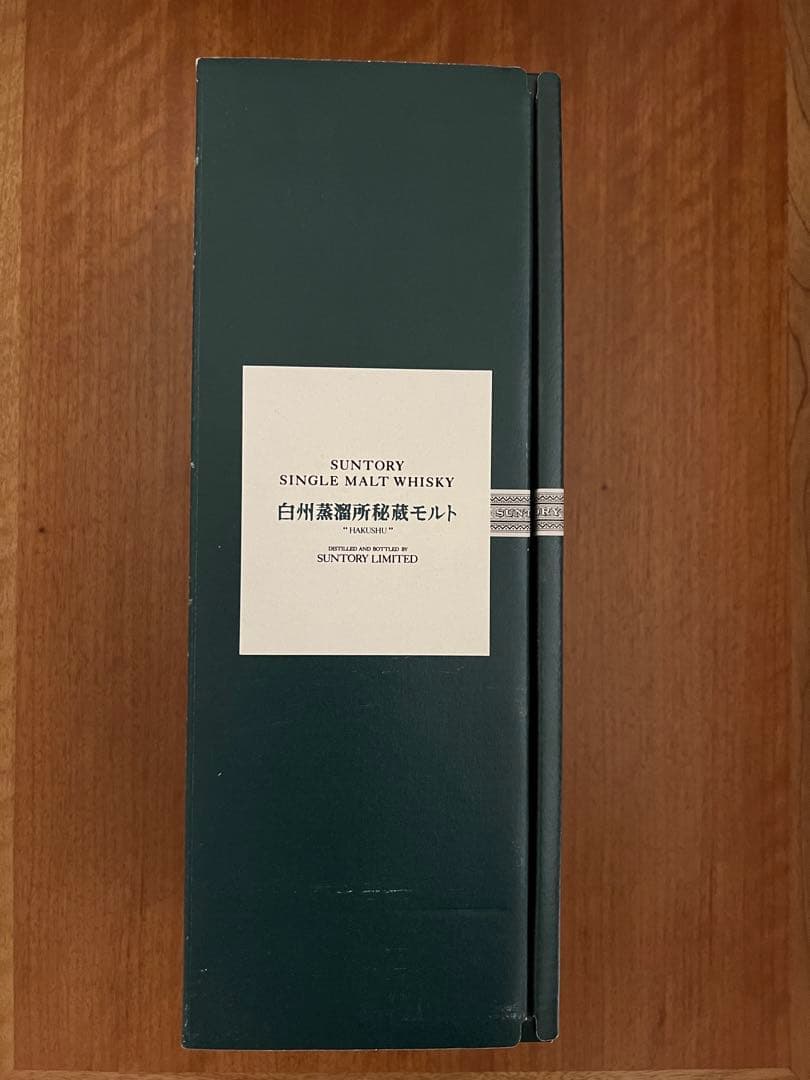 SUNTORY
SINGLE MALT WHISKY
白州蒸溜所秘蔵モルト
"HAKUSHU"
DISTILLED AND BOTTLED BY
SUNTORY LIMITED
SUNTORY